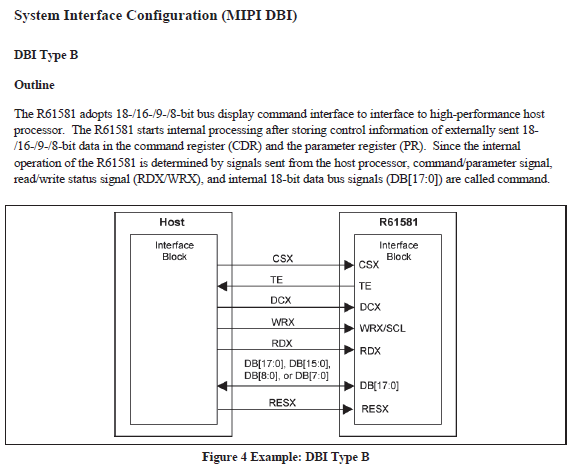 System Interface Configuration (MIPI DBI)
DBI Type B
Outline
The R61581 adopts 18-/16-/9-/8-bit bus display command interface to interface to high-performance host
processor. The R61581 starts internal processing after storing control information of externally sent 18-
/16-/9-/8-bit data in the command register (CDR) and the parameter register (PR). Since the internal
operation of the R61581 is determined by signals sent from the host processor, command/parameter signal,
read/write status signal (RDX/WRX), and internal 18-bit data bus signals (DB[17:0]) are called command.
Host
R61581
Interface
Block
Interface
Block
CSX
CSX
TE
TE
DCX
DCX
WRX
WRX/SCL
RDX
RDX
DB[17:0], DB[15:0],
DB[8:0], or DB[7:0]
DB[17:0]
RESX
RESX
Figure 4 Example: DBI Type B